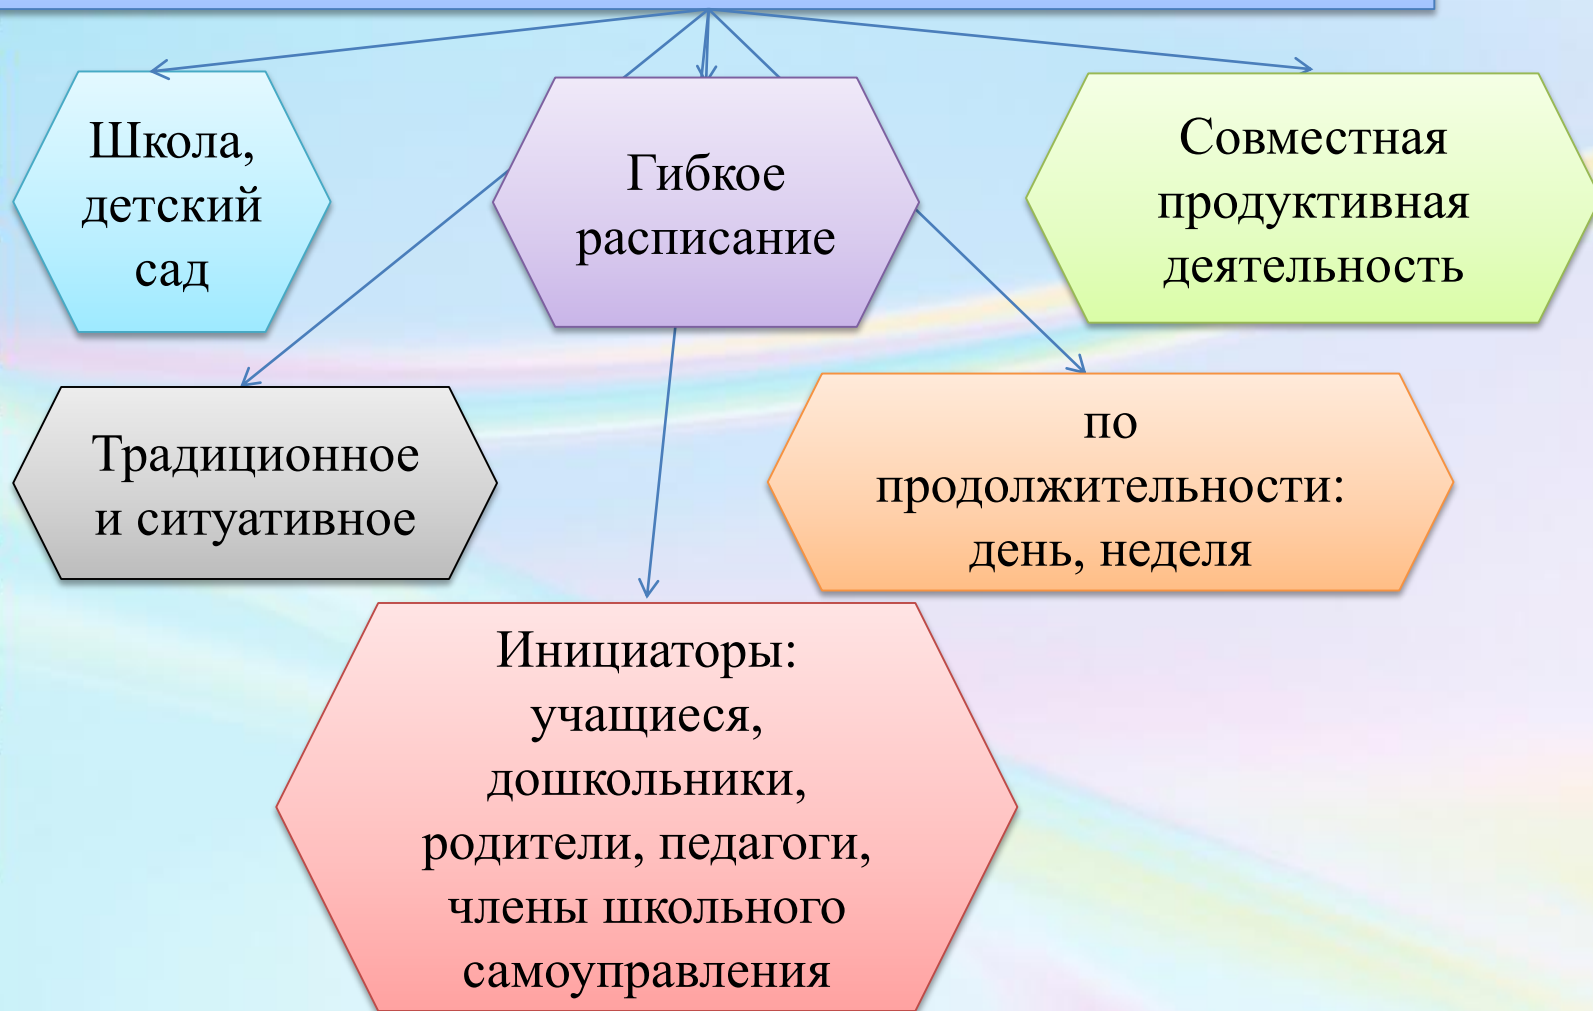 Школа,
детский
сад
Гибкое
расписание
Совместная
продуктивная
деятельность
Традиционное
и ситуативное
по
продолжительности:
день, неделя
Инициаторы:
учащиеся,
дошкольники,
родители, педагоги,
члены школьного
самоуправления